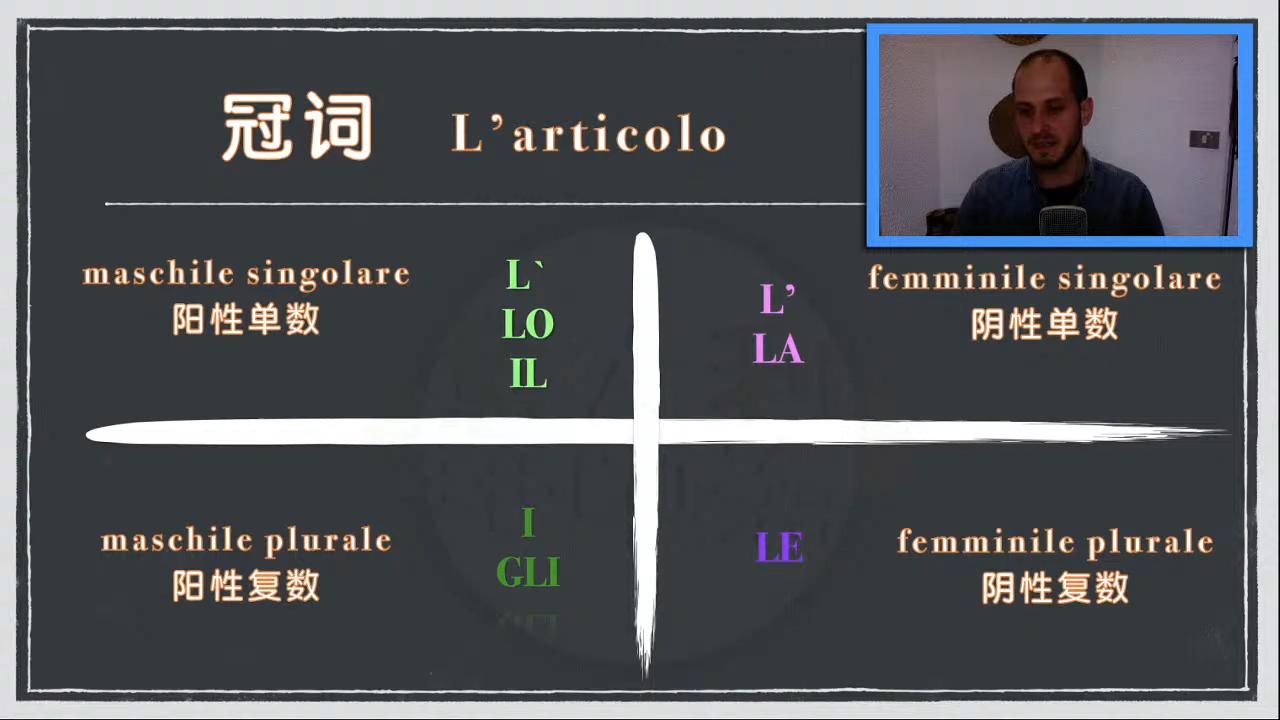 冠词 L’articolo
maschile singolare
阳性单数
L`
LO
IL
L’
LA
femminile singolare
阴性单数
maschile plurale
阳性复数
I
GLI
LE
femminile plurale
阴性复数